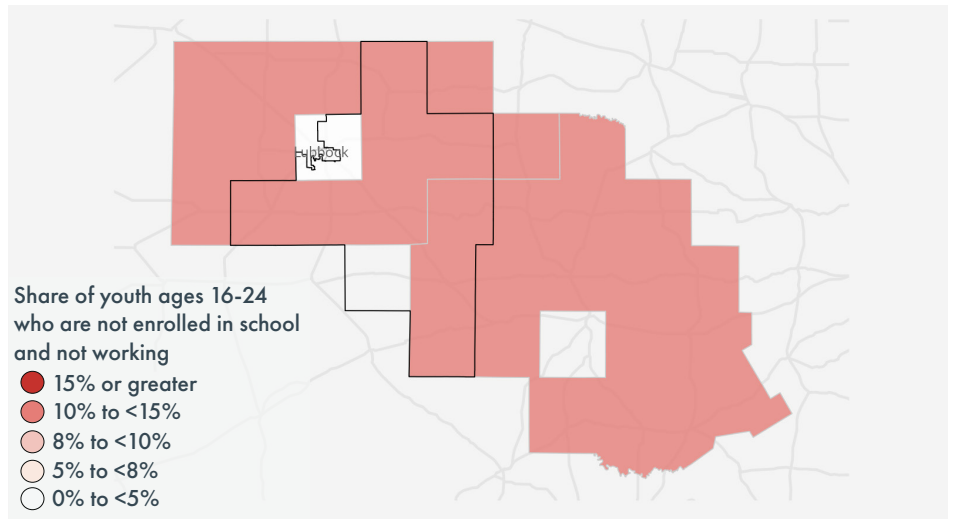 Lubbock
Share of youth ages 16-24
who are not enrolled in school
and not working
15% or greater
10% to <15%
8% to <10%
5% to <8%
0% to <5%